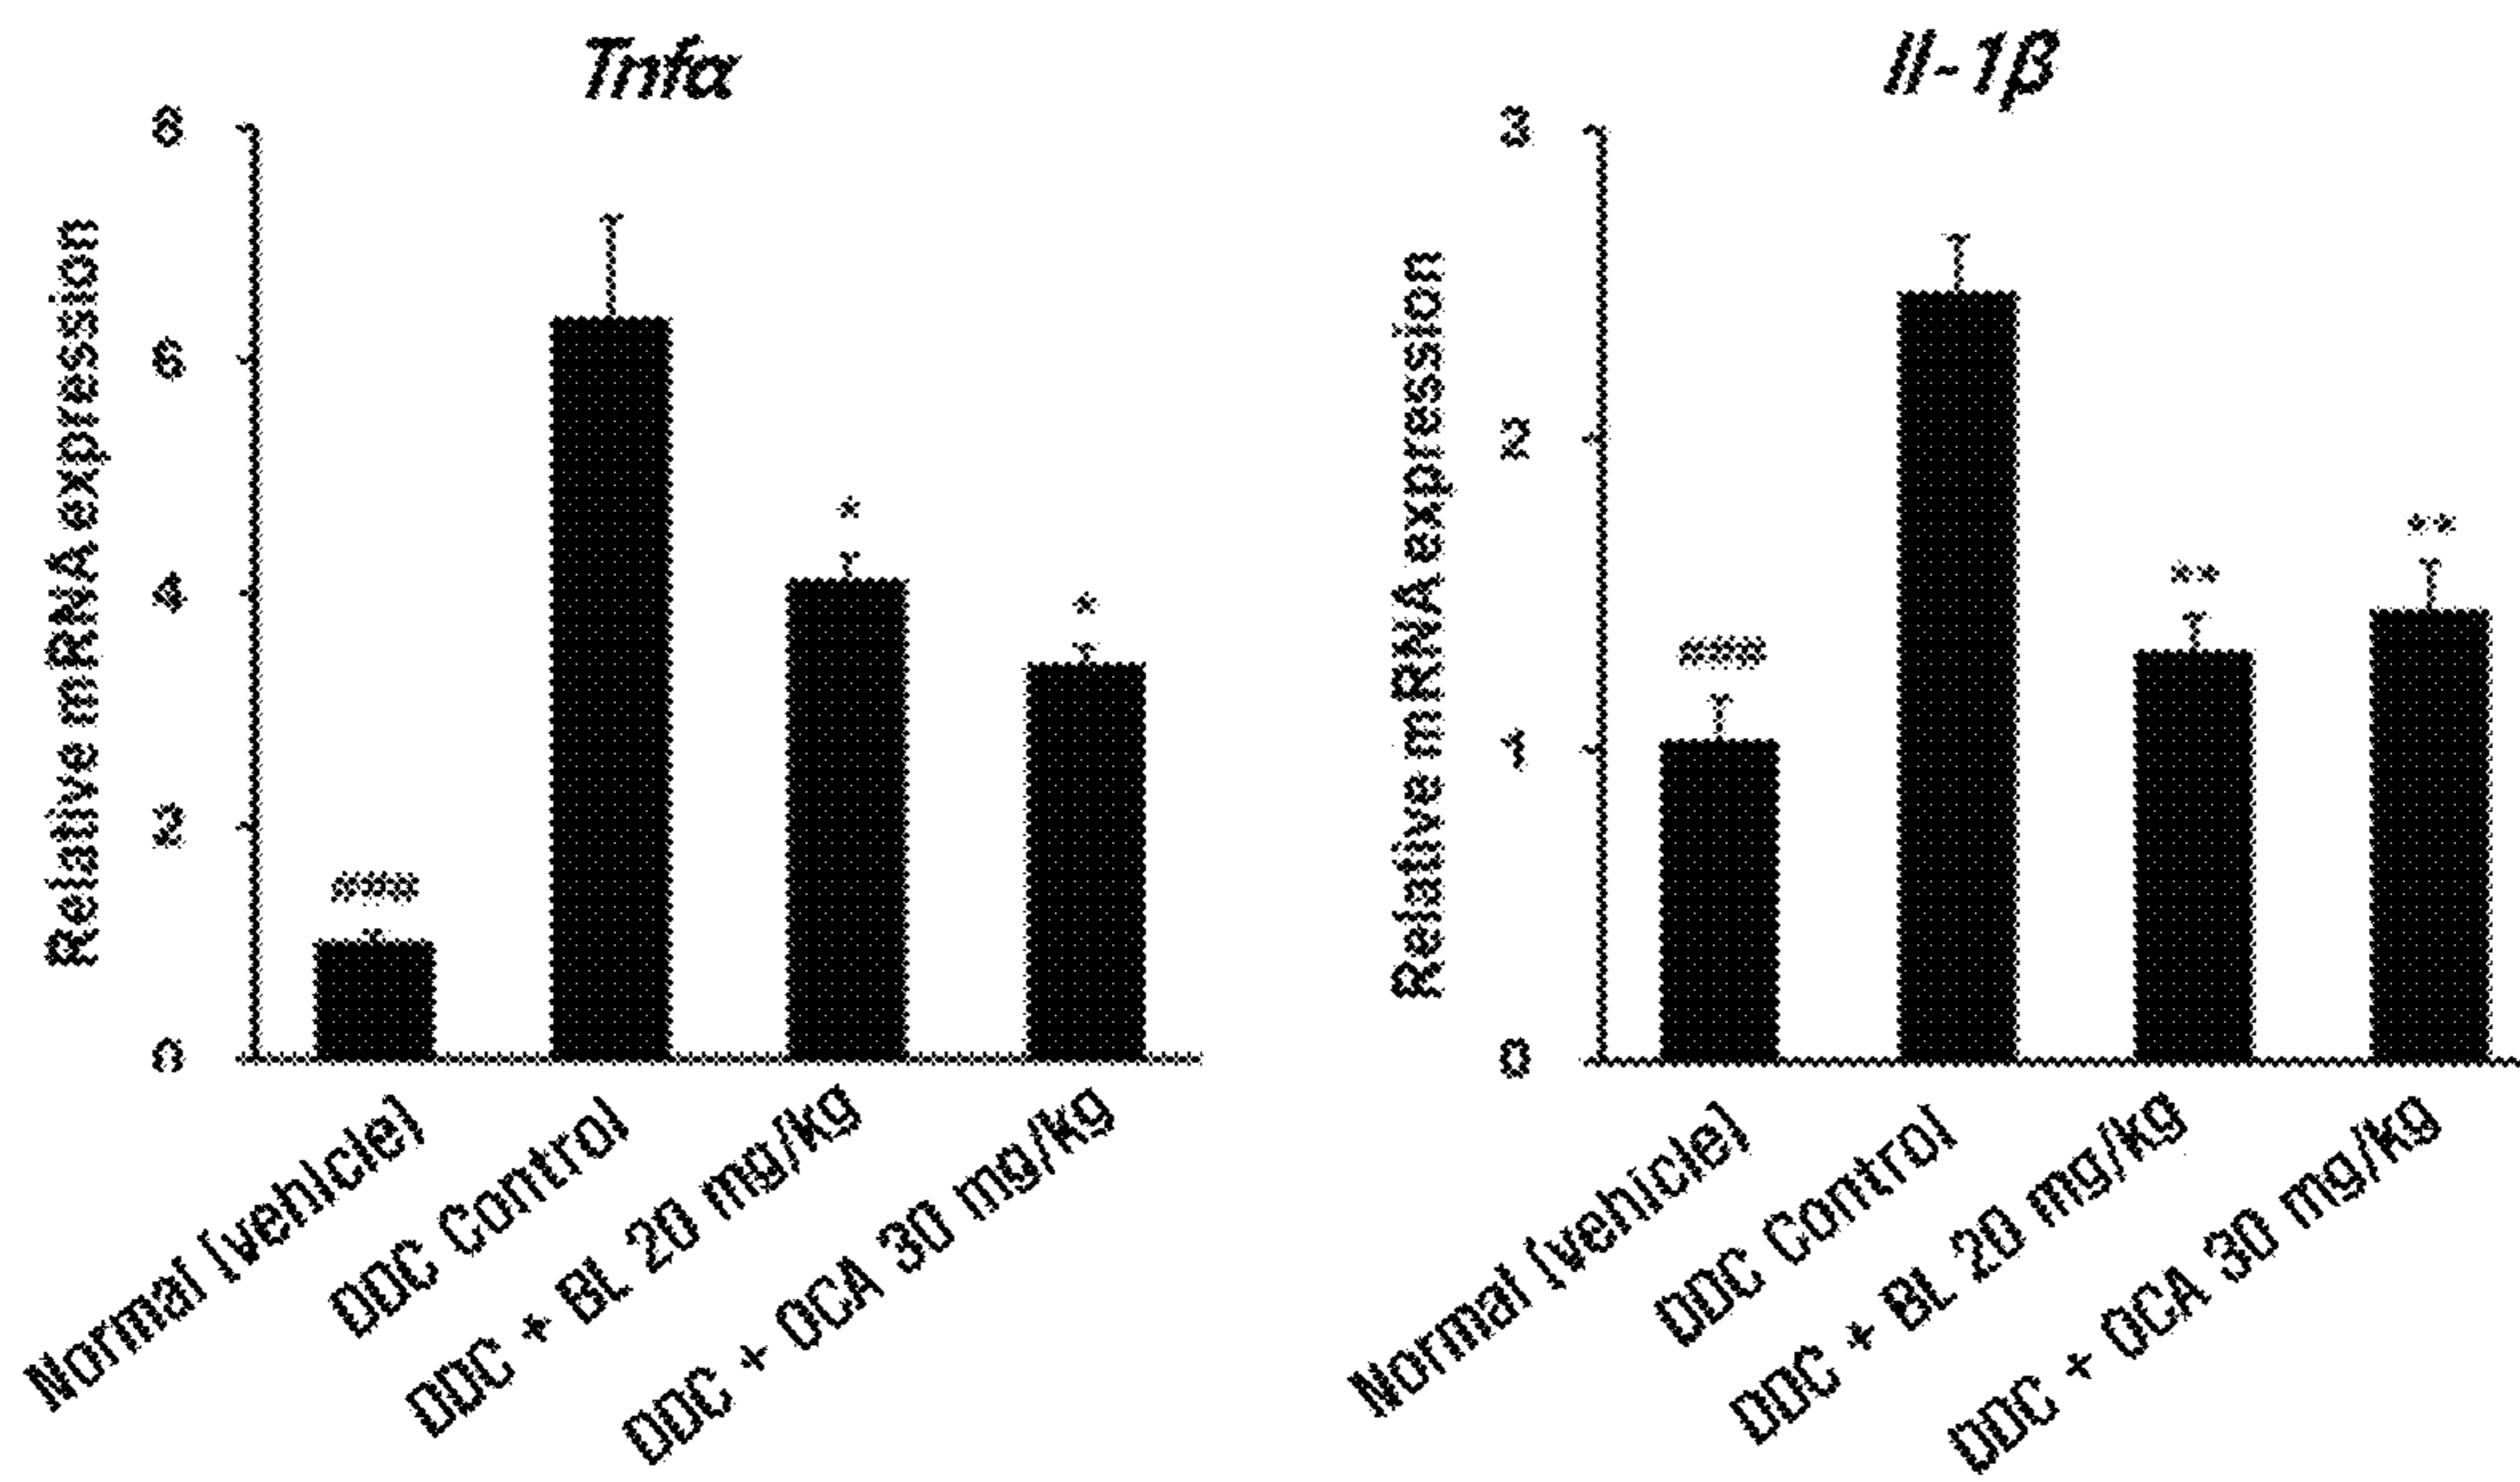 Tnfα
Relative mRNA expression
8
6
4
2
0
###
*
*
Normal (vehicle)
DDC Control
DDC + BL 20 mg/kg
DDC + OCA 30 mg/kg
Il-1β
Relative mRNA expression
3
2
1
0
###
**
**
Normal (vehicle)
DDC Control
DDC + BL 20 mg/kg
DDC + OCA 30 mg/kg